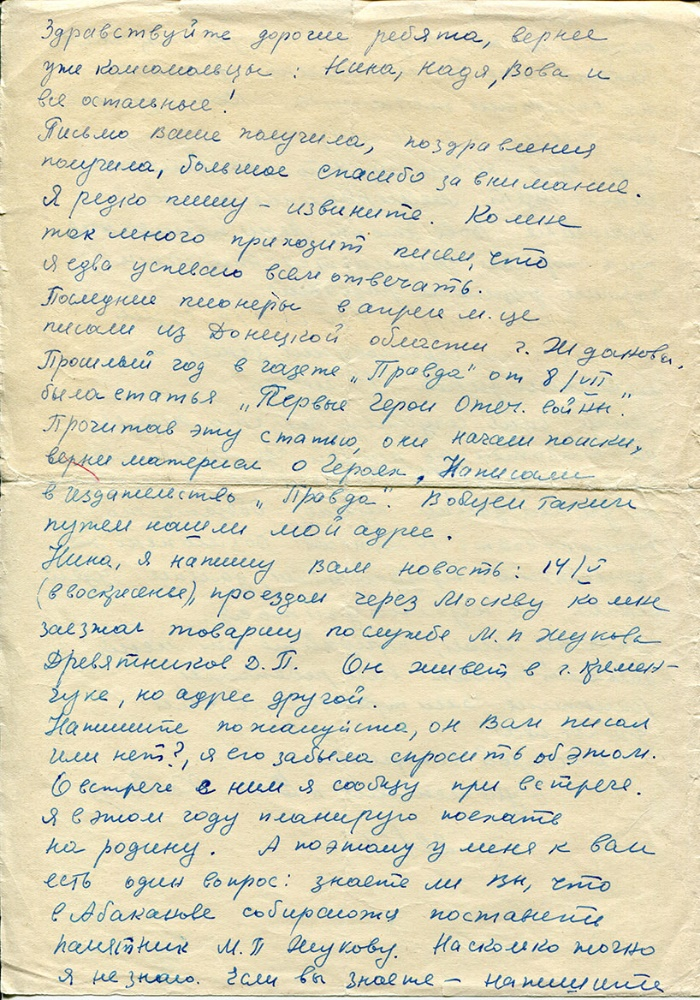 Здравствуйте дорогие ребята, вернее
уже комсомольцы: Нина, Надя, Вова и
все остальные!
Письмо ваше получила, поздравления
получила, большое спасибо за внимание.
Я редко пишу – извините. Ко мне
так много приходит писем, что
я едва успеваю всем отвечать.
Последние пионеры в апреле м-це
писали из Донецкой области г. Жданова.
Прошлый год в газете „Правда" от 8/VII
была статья „Первые Герои Отеч. войны".
Прочитав эту статью, они начали поиски,
верне материал о Героях. Написали
в издательство „Правда". Вобщем таким
путем нашли мой адрес.
Нина, я напишу Вам новость: 14/V
(в воскресенье), проездом через Москву ко мне
заезжал товарищ по службе М. П Жукова
Древятников Д. П. Он живет в г. Кремен-
чуке, но адрес другой.
Напишите пожалуйста, он Вам писал
или нет?, я его забыла спросить об этом.
О встрече с ним я сообщу при встрече.
Я в этом году планирую поехать
на родину. А поэтому у меня к вам
есть один вопрос: знаете ли Вы, что
в Абаканове собираются поставить
памятник М. П Жукову. Насколько точно
я не знаю. Если вы знаете – напишите